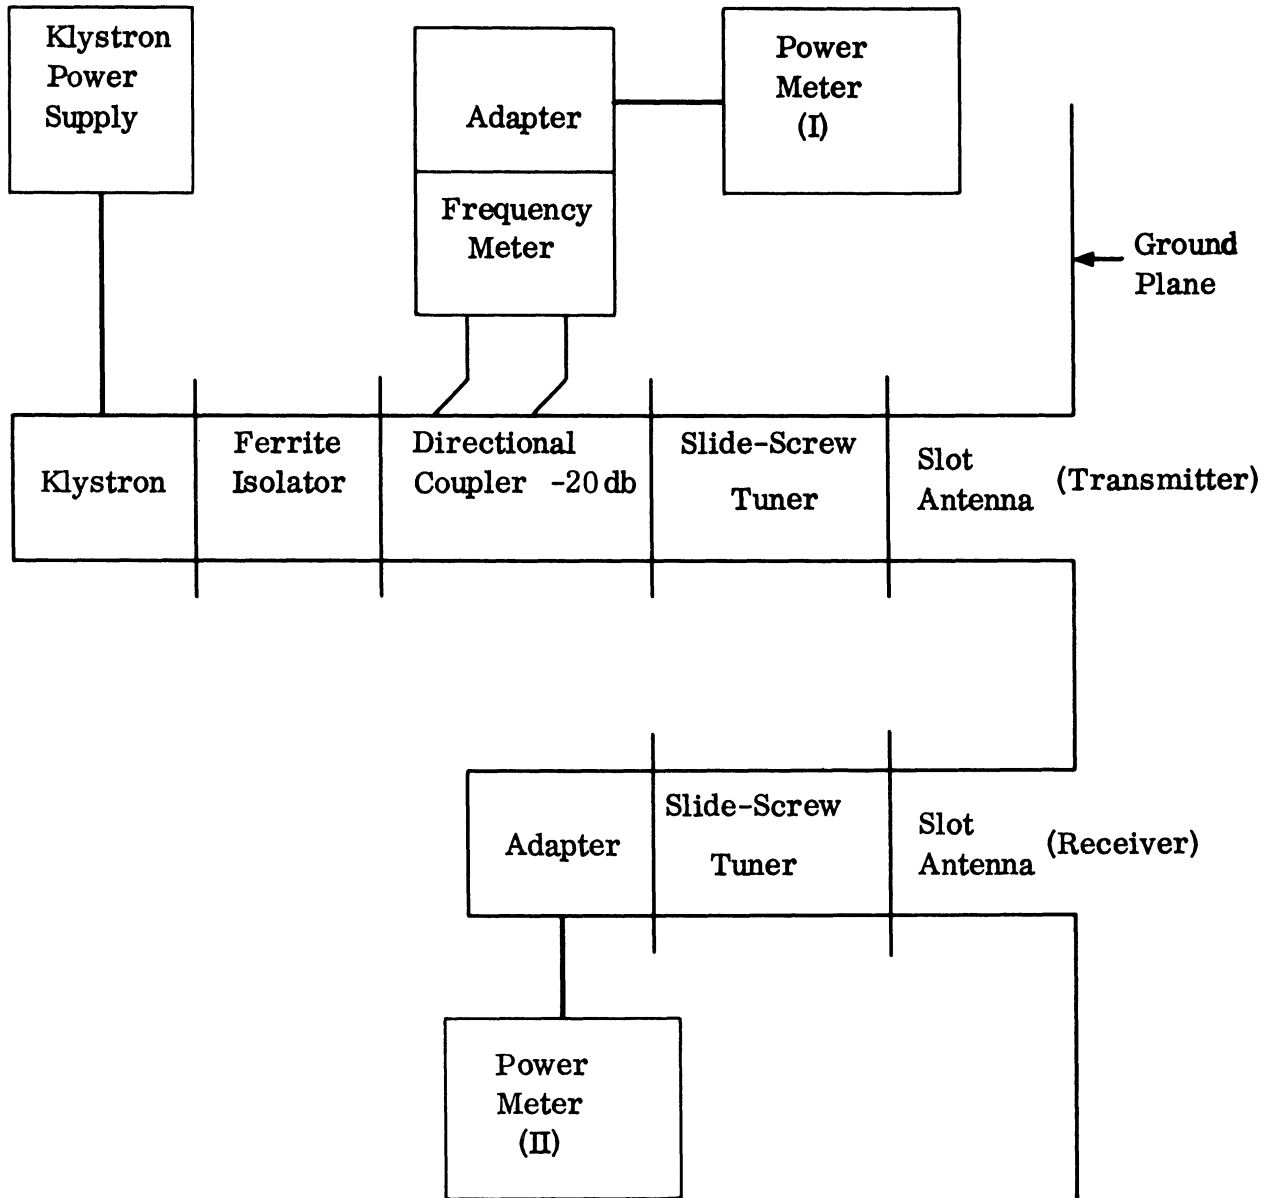 Klystron
Power
Supply
Adapter
Power
Meter
(I)
Frequency
Meter
Ground
Plane
Klystron
Ferrite
Isolator
Directional
Coupler -20 db
Slide-Screw
Tuner
Slot
Antenna
(Transmitter)
Adapter
Slide-Screw
Tuner
Slot
Antenna
(Receiver)
Power
Meter
(II)